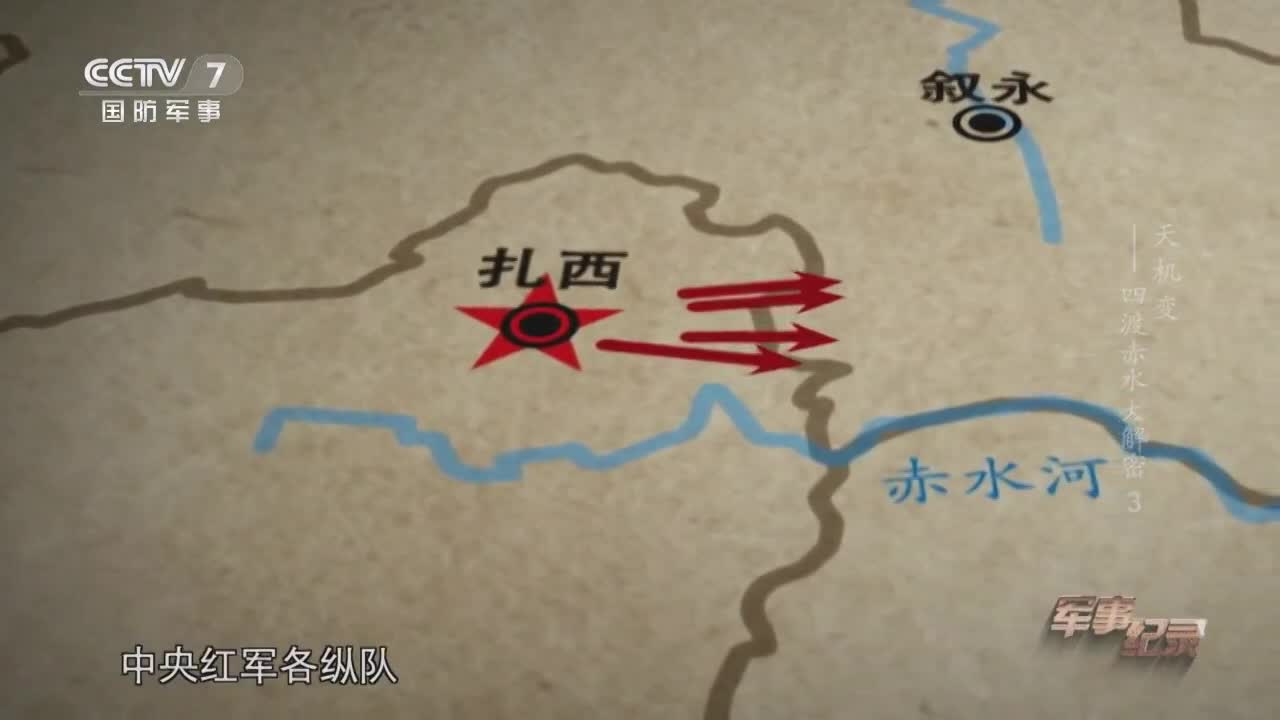 CCTV 7
国防军事
叙永
扎西
天机变
——四渡赤水大解密 3
赤水河
军事纪录
中央红军各纵队